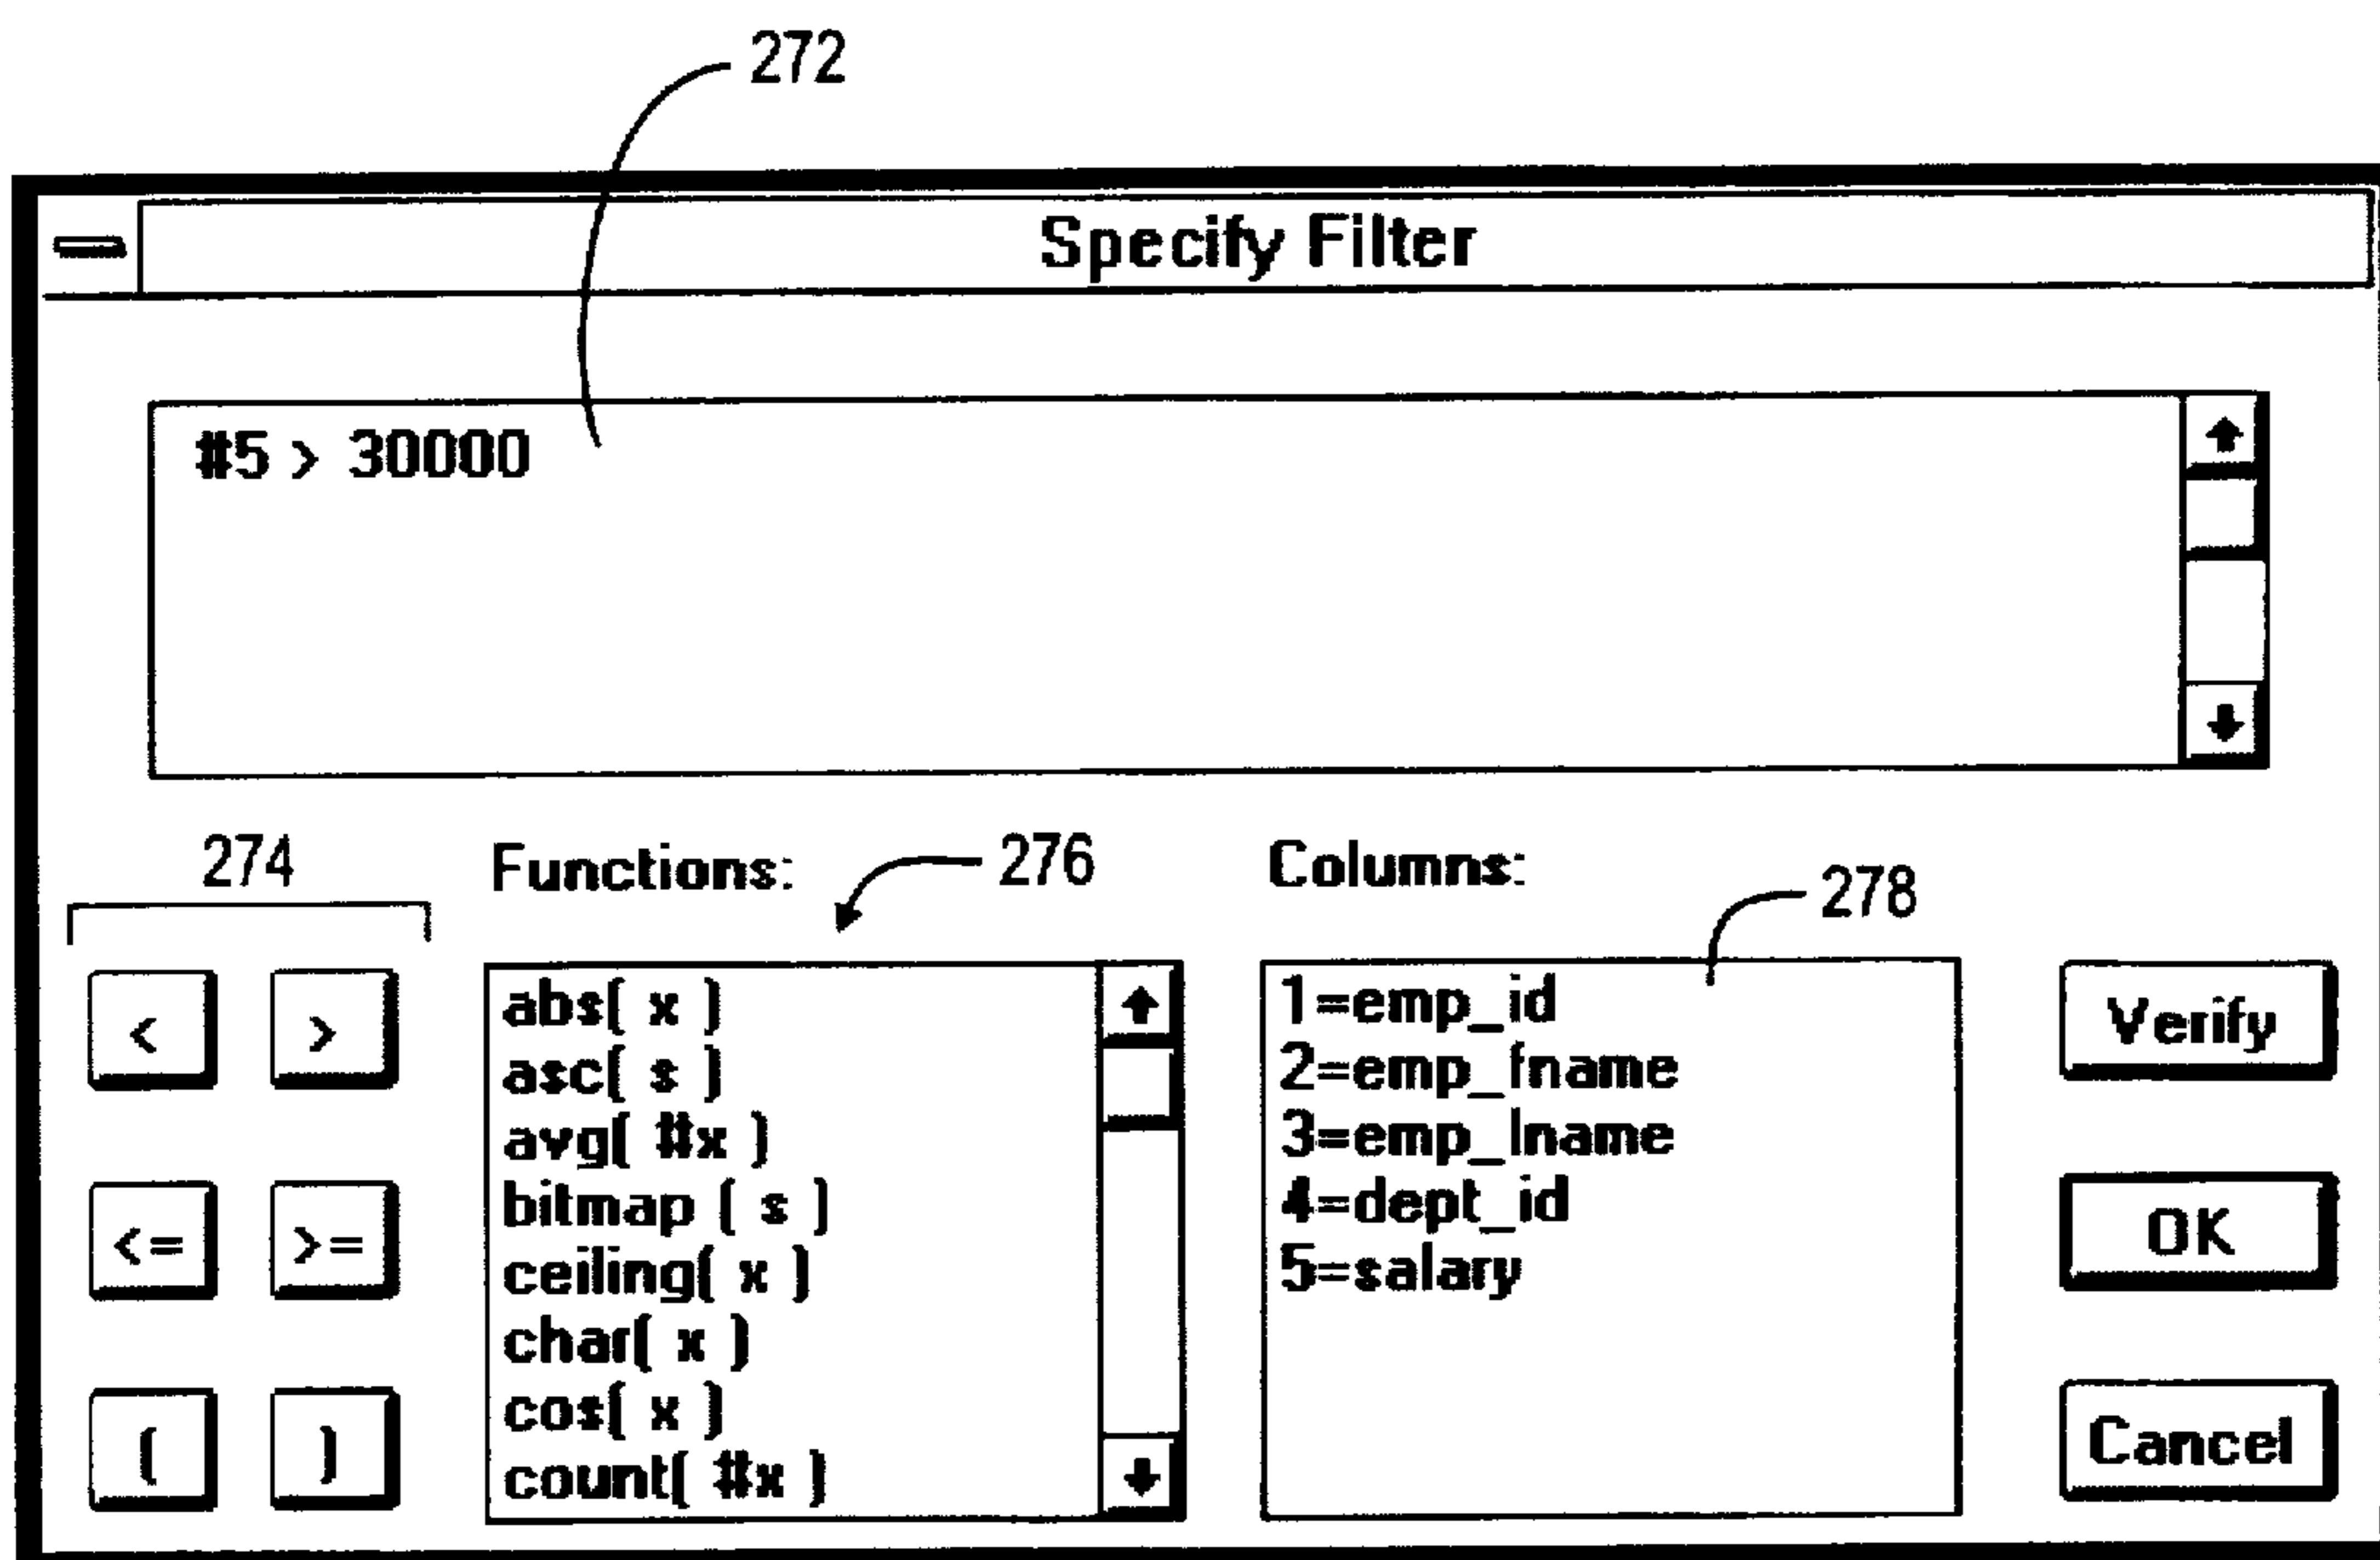 272
Specify Filter
#5 > 30000
274
Functions:
276
Columns:
278
<
>
<=
>=
(
)
abs( x )
asc( s )
avg( #x )
bitmap ( s )
ceiling( x )
char( x )
cos( x )
count( #x )
1=emp_id
2=emp_fname
3=emp_lname
4=dept_id
5=salary
Verify
OK
Cancel